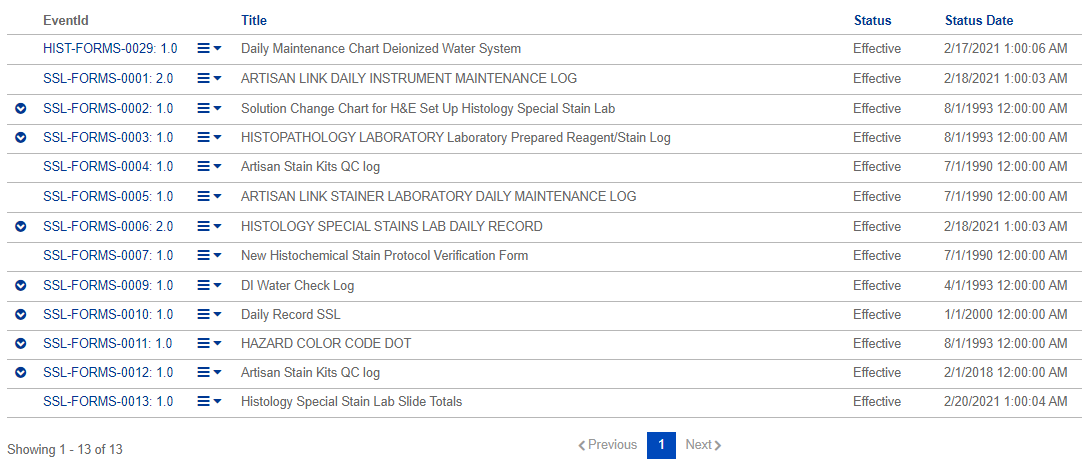 EventId Title Status Status Date
HIST-FORMS-0029: 1.0 Daily Maintenance Chart Deionized Water System Effective 2/17/2021 1:00:06 AM
SSL-FORMS-0001: 2.0 ARTISAN LINK DAILY INSTRUMENT MAINTENANCE LOG Effective 2/18/2021 1:00:03 AM
SSL-FORMS-0002: 1.0 Solution Change Chart for H&E Set Up Histology Special Stain Lab Effective 8/1/1993 12:00:00 AM
SSL-FORMS-0003: 1.0 HISTOPATHOLOGY LABORATORY Laboratory Prepared Reagent/Stain Log Effective 8/1/1993 12:00:00 AM
SSL-FORMS-0004: 1.0 Artisan Stain Kits QC log Effective 7/1/1990 12:00:00 AM
SSL-FORMS-0005: 1.0 ARTISAN LINK STAINER LABORATORY DAILY MAINTENANCE LOG Effective 7/1/1990 12:00:00 AM
SSL-FORMS-0006: 2.0 HISTOLOGY SPECIAL STAINS LAB DAILY RECORD Effective 2/18/2021 1:00:03 AM
SSL-FORMS-0007: 1.0 New Histochemical Stain Protocol Verification Form Effective 7/1/1990 12:00:00 AM
SSL-FORMS-0009: 1.0 DI Water Check Log Effective 4/1/1993 12:00:00 AM
SSL-FORMS-0010: 1.0 Daily Record SSL Effective 1/1/2000 12:00:00 AM
SSL-FORMS-0011: 1.0 HAZARD COLOR CODE DOT Effective 8/1/1993 12:00:00 AM
SSL-FORMS-0012: 1.0 Artisan Stain Kits QC log Effective 2/1/2018 12:00:00 AM
SSL-FORMS-0013: 1.0 Histology Special Stain Lab Slide Totals Effective 2/20/2021 1:00:04 AM
Showing 1 - 13 of 13 Previous 1 Next